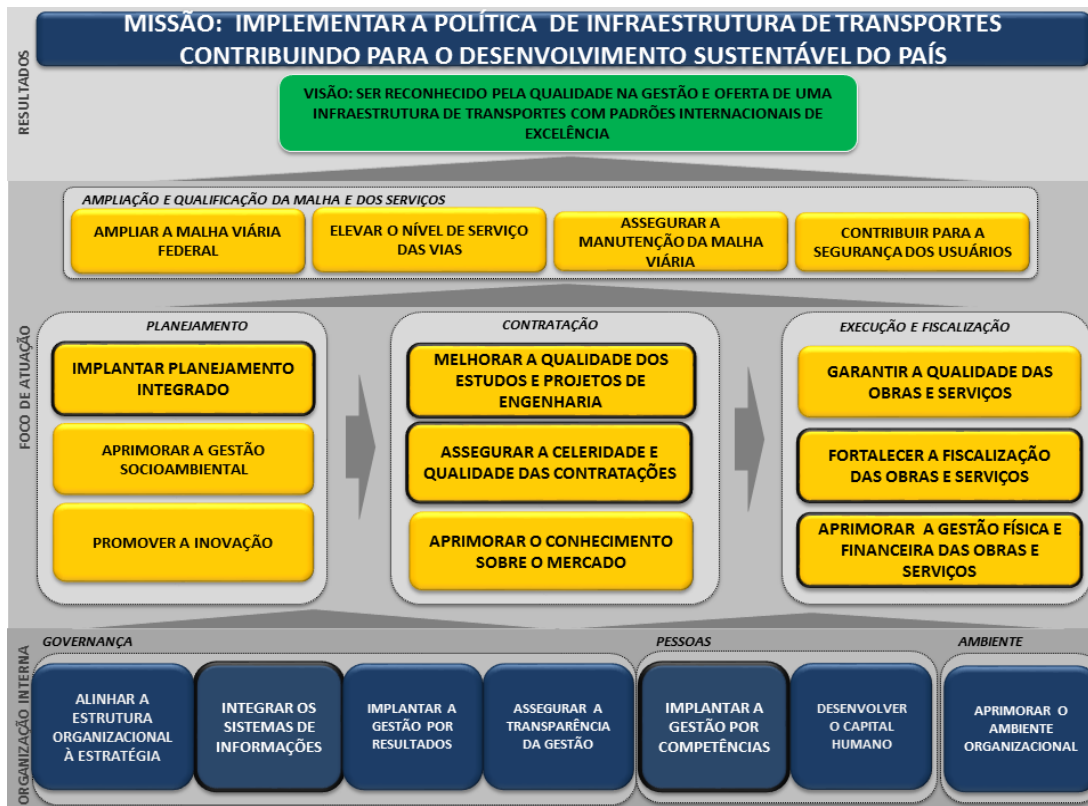 RESULTADOS
MISSÃO: IMPLEMENTAR A POLÍTICA DE INFRAESTRUTURA DE TRANSPORTES
CONTRIBUINDO PARA O DESENVOLVIMENTO SUSTENTÁVEL DO PAÍS
VISÃO: SER RECONHECIDO PELA QUALIDADE NA GESTÃO E OFERTA DE UMA
INFRAESTRUTURA DE TRANSPORTES COM PADRÕES INTERNACIONAIS DE
EXCELÊNCIA
FOCO DE ATUAÇÃO
AMPLIAÇÃO E QUALIFICAÇÃO DA MALHA E DOS SERVIÇOS
AMPLIAR A MALHA VIÁRIA
FEDERAL
ELEVAR O NÍVEL DE SERVIÇO
DAS VIAS
ASSEGURAR A
MANUTENÇÃO DA MALHA
VIÁRIA
CONTRIBUIR PARA A
SEGURANÇA DOS USUÁRIOS
PLANEJAMENTO
IMPLANTAR PLANEJAMENTO
INTEGRADO
APRIMORAR A GESTÃO
SOCIOAMBIENTAL
PROMOVER A INOVAÇÃO
CONTRATAÇÃO
MELHORAR A QUALIDADE DOS
ESTUDOS E PROJETOS DE
ENGENHARIA
ASSEGURAR A CELERIDADE E
QUALIDADE DAS CONTRATAÇÕES
APRIMORAR O CONHECIMENTO
SOBRE O MERCADO
EXECUÇÃO E FISCALIZAÇÃO
GARANTIR A QUALIDADE DAS
OBRAS E SERVIÇOS
FORTALECER A FISCALIZAÇÃO
DAS OBRAS E SERVIÇOS
APRIMORAR A GESTÃO FÍSICA E
FINANCEIRA DAS OBRAS E
SERVIÇOS
ORGANIZAÇÃO INTERNA
GOVERNANÇA
ALINHAR A
ESTRUTURA
ORGANIZACIONAL
À ESTRATÉGIA
INTEGRAR OS
SISTEMAS DE
INFORMAÇÕES
IMPLANTAR A
GESTÃO POR
RESULTADOS
ASSEGURAR A
TRANSPARÊNCIA
DA GESTÃO
PESSOAS
IMPLANTAR A
GESTÃO POR
COMPETÊNCIAS
DESENVOLVER
O CAPITAL
HUMANO
AMBIENTE
APRIMORAR O
AMBIENTE
ORGANIZACIONAL